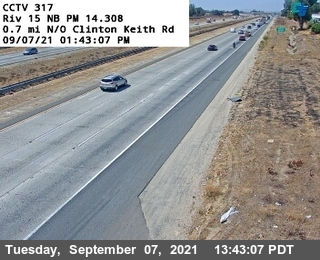 CCTV 317
Riv 15 NB PM 14.308
0.7 mi N/O Clinton Keith Rd
09/07/21 01:43:07 PM
Tuesday, September 07, 2021 13:43:07 PDT